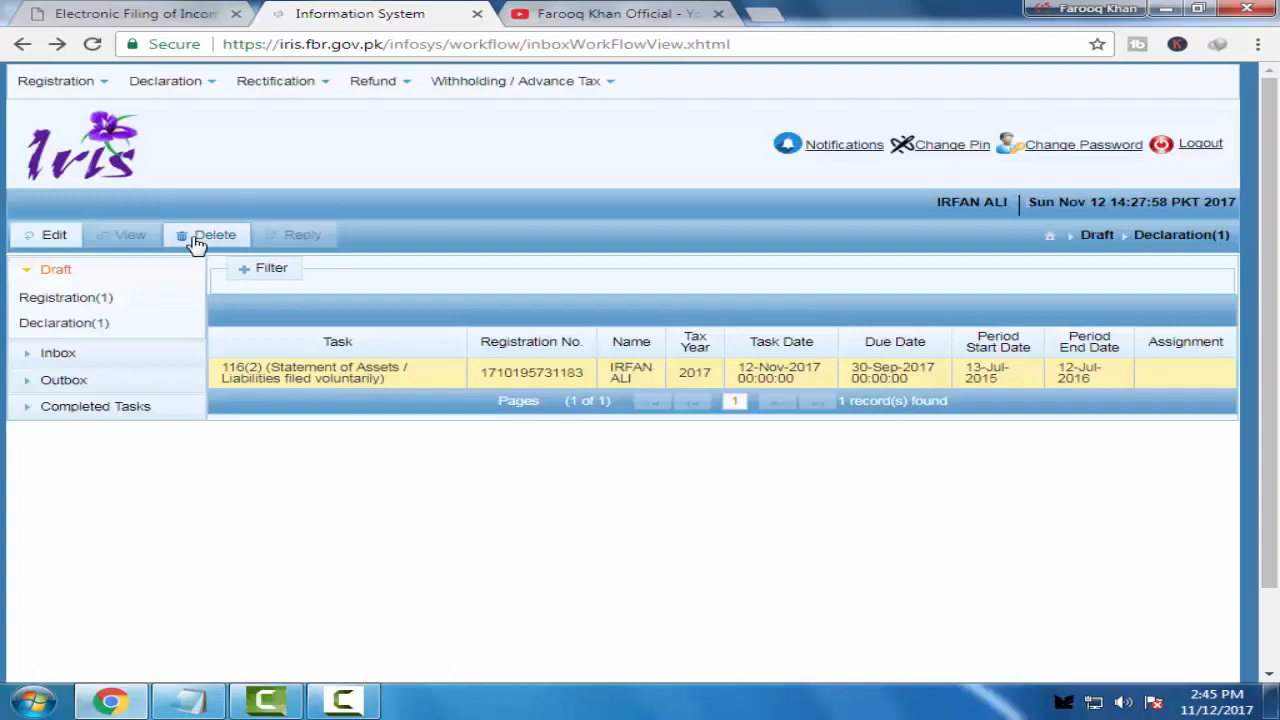 Electronic Filing of Incom
Information System
Farooq Khan Official - Yo
Farooq Khan
Secure
https://iris.fbr.gov.pk/infosys/workflow/inboxWorkFlowView.xhtml
Registration
Declaration
Rectification
Refund
Withholding / Advance Tax
Iris
Notifications
Change Pin
Change Password
Logout
IRFAN ALI
Sun Nov 12 14:27:58 PKT 2017
Edit
View
Delete
Reply
Draft
Declaration(1)
Draft
Filter
Registration(1)
Declaration(1)
Inbox
Outbox
Completed Tasks
Task
Registration No.
Name
Tax
Year
Task Date
Due Date
Period
Start Date
Period
End Date
Assignment
116(2) (Statement of Assets /
Liabilities filed voluntarily)
1710195731183
IRFAN
ALI
2017
12-Nov-2017
00:00:00
30-Sep-2017
00:00:00
13-Jul-
2015
12-Jul-
2016
Pages
(1 of 1)
1
1 record(s) found
2:45 PM
11/12/2017